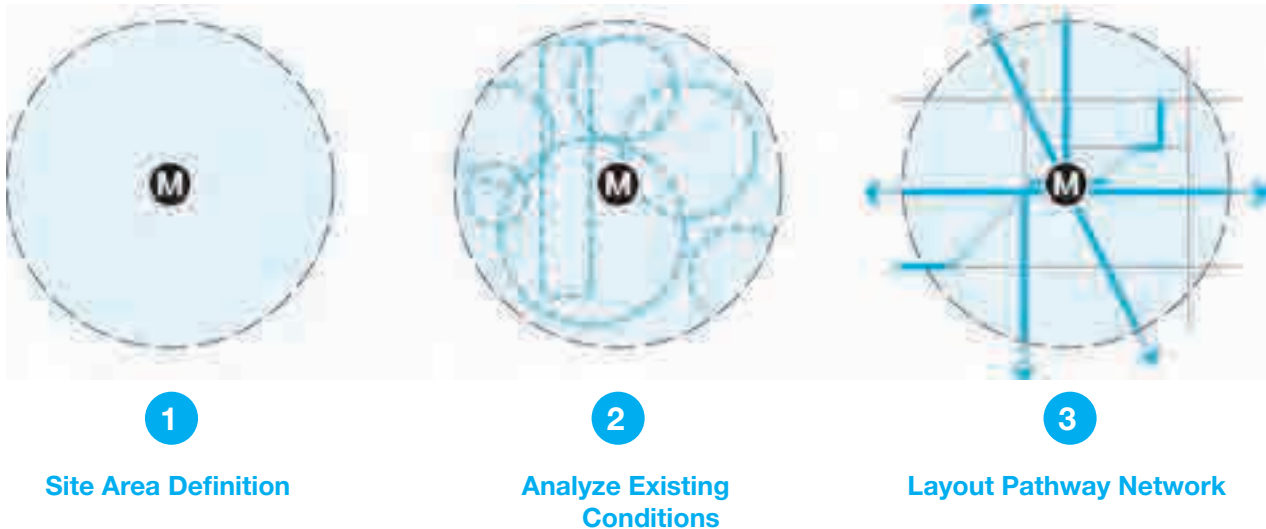 M
M
M
1
2
3
Site Area Definition
Analyze Existing
Conditions
Layout Pathway Network